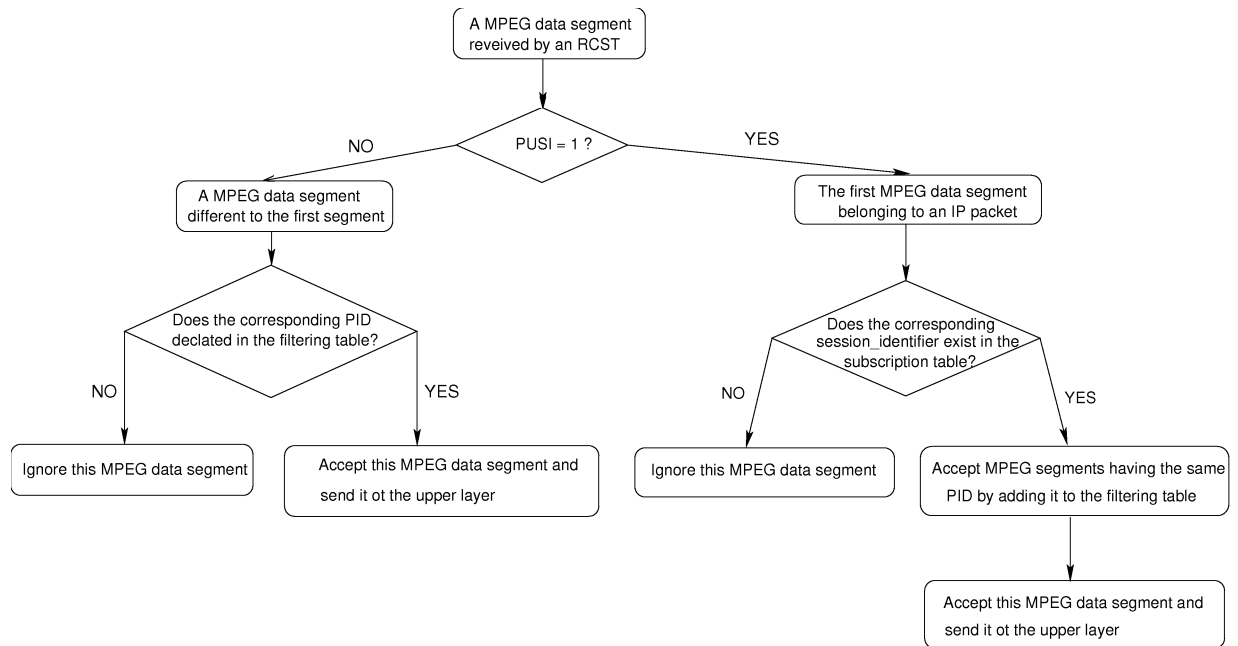 A MPEG data segment
reveived by an RCST
PUSI = 1 ?
NO
YES
A MPEG data segment
different to the first segment
The first MPEG data segment
belonging to an IP packet
Does the corresponding PID
declated in the filtering table?
Does the corresponding
session_identifier exist in the
subscription table?
NO
YES
NO
YES
Ignore this MPEG data segment
Accept this MPEG data segment and
send it ot the upper layer
Ignore this MPEG data segment
Accept MPEG segments having the same
PID by adding it to the filtering table
Accept this MPEG data segment and
send it ot the upper layer